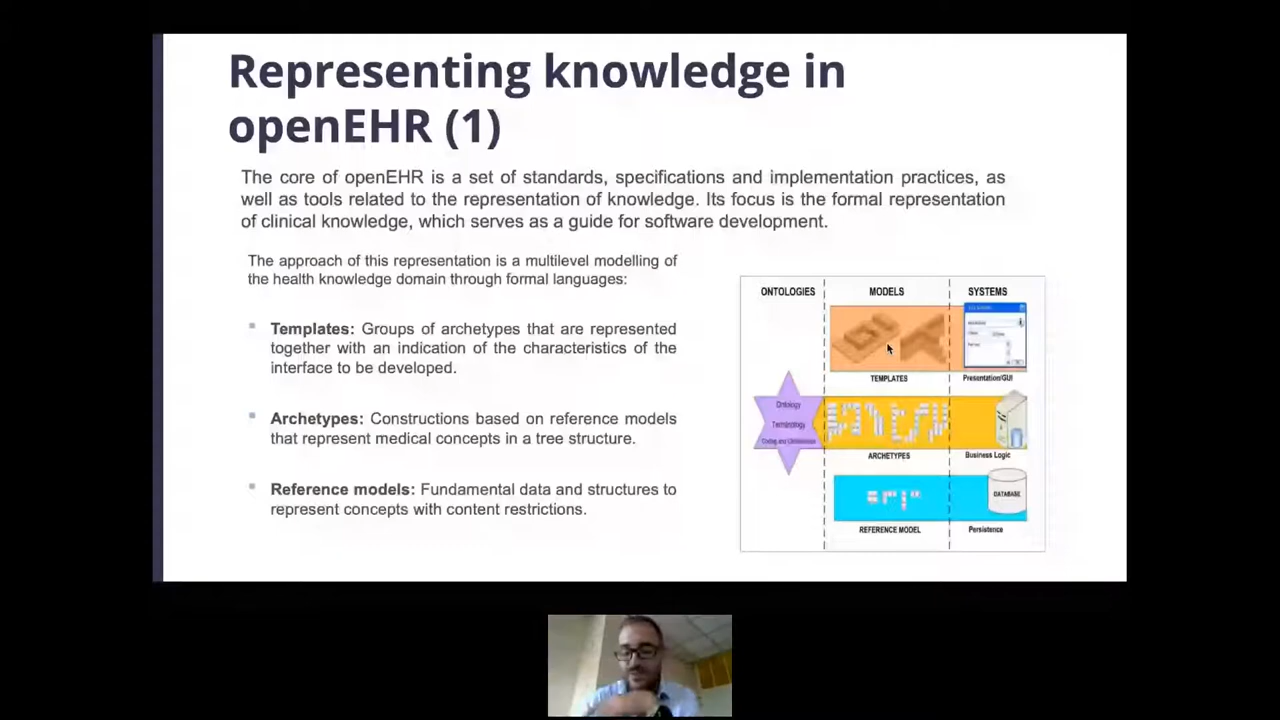 Representing knowledge in
openEHR (1)
The core of openEHR is a set of standards, specifications and implementation practices, as
well as tools related to the representation of knowledge. Its focus is the formal representation
of clinical knowledge, which serves as a guide for software development.
The approach of this representation is a multilevel modelling of
the health knowledge domain through formal languages:
Templates: Groups of archetypes that are represented
together with an indication of the characteristics of the
interface to be developed.
Archetypes: Constructions based on reference models
that represent medical concepts in a tree structure.
Reference models: Fundamental data and structures to
represent concepts with content restrictions.
ONTOLOGIES MODELS SYSTEMS
TEMPLATES Presentation/GUI
Ontology
Terminology
ARCHETYPES Business Logic
DATABASE
REFERENCE MODEL Persistence